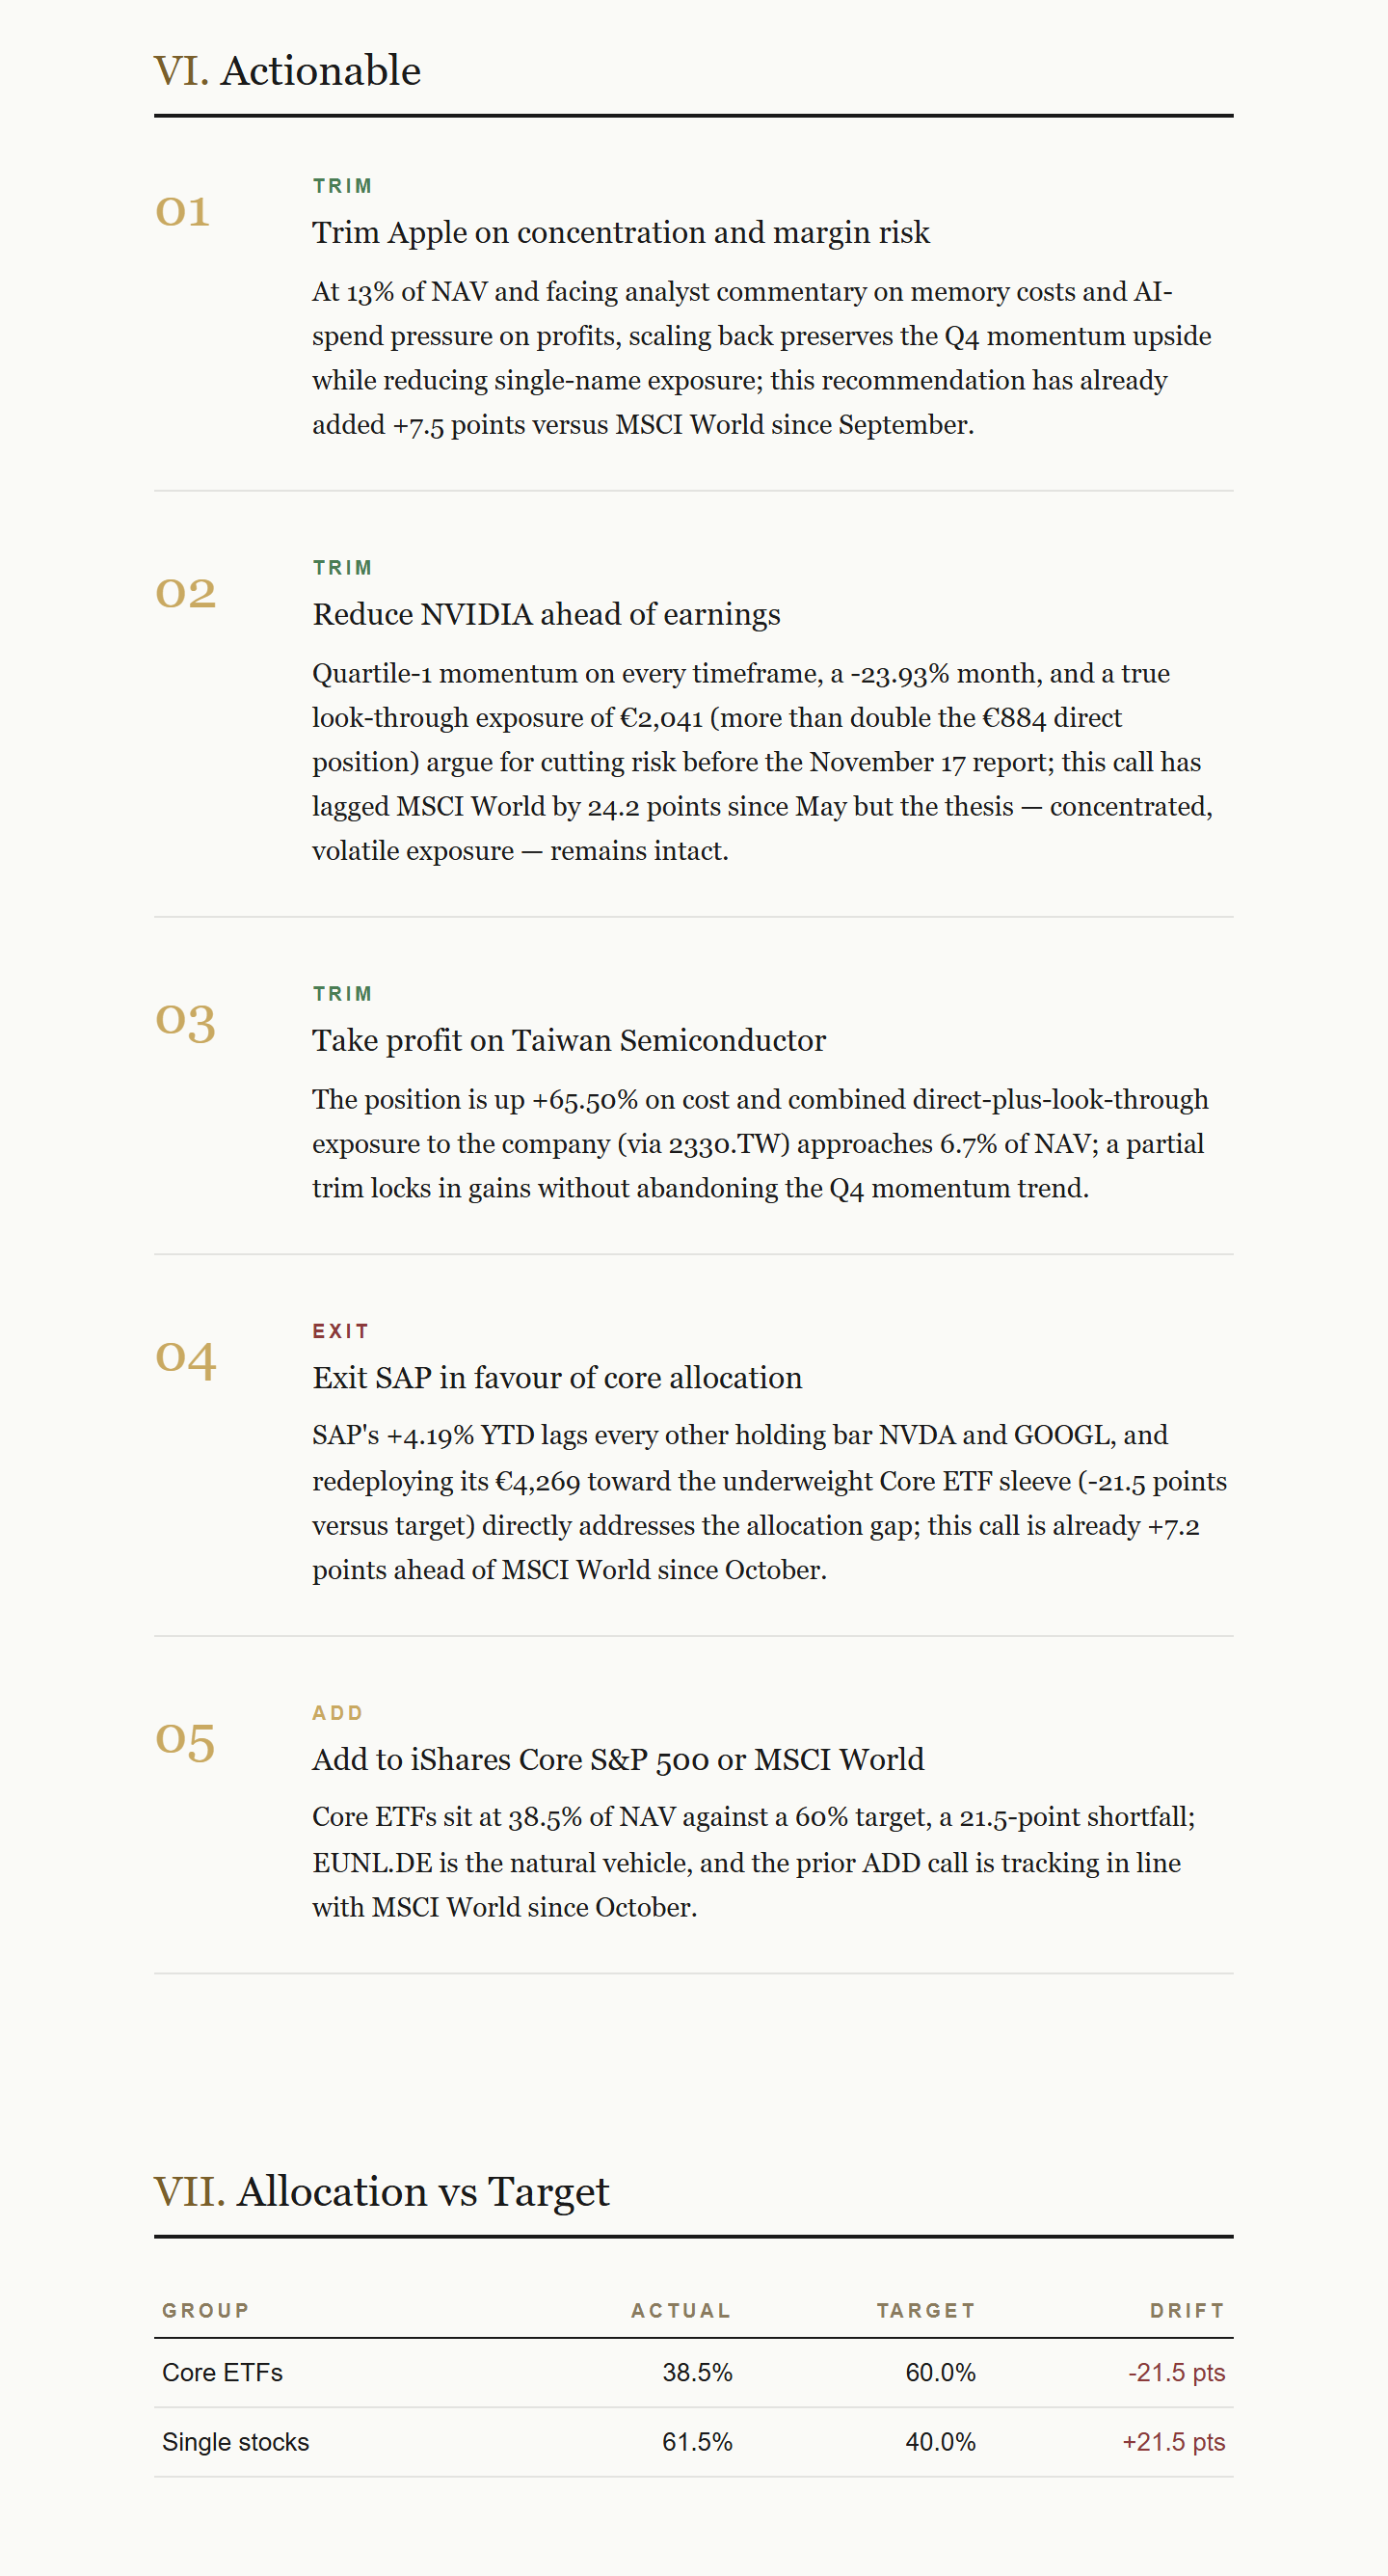 VI. Actionable
01
TRIM
Trim Apple on concentration and margin risk
At 13% of NAV and facing analyst commentary on memory costs and AI-
spend pressure on profits, scaling back preserves the Q4 momentum upside
while reducing single-name exposure; this recommendation has already
added +7.5 points versus MSCI World since September.
02
TRIM
Reduce NVIDIA ahead of earnings
Quartile-1 momentum on every timeframe, a -23.93% month, and a true
look-through exposure of €2,041 (more than double the €884 direct
position) argue for cutting risk before the November 17 report; this call has
lagged MSCI World by 24.2 points since May but the thesis — concentrated,
volatile exposure — remains intact.
03
TRIM
Take profit on Taiwan Semiconductor
The position is up +65.50% on cost and combined direct-plus-look-through
exposure to the company (via 2330.TW) approaches 6.7% of NAV; a partial
trim locks in gains without abandoning the Q4 momentum trend.
04
EXIT
Exit SAP in favour of core allocation
SAP's +4.19% YTD lags every other holding bar NVDA and GOOGL, and
redeploying its €4,269 toward the underweight Core ETF sleeve (-21.5 points
versus target) directly addresses the allocation gap; this call is already +7.2
points ahead of MSCI World since October.
05
ADD
Add to iShares Core S&P 500 or MSCI World
Core ETFs sit at 38.5% of NAV against a 60% target, a 21.5-point shortfall;
EUNL.DE is the natural vehicle, and the prior ADD call is tracking in line
with MSCI World since October.
VII. Allocation vs Target
GROUP ACTUAL TARGET DRIFT
Core ETFs 38.5% 60.0% -21.5 pts
Single stocks 61.5% 40.0% +21.5 pts